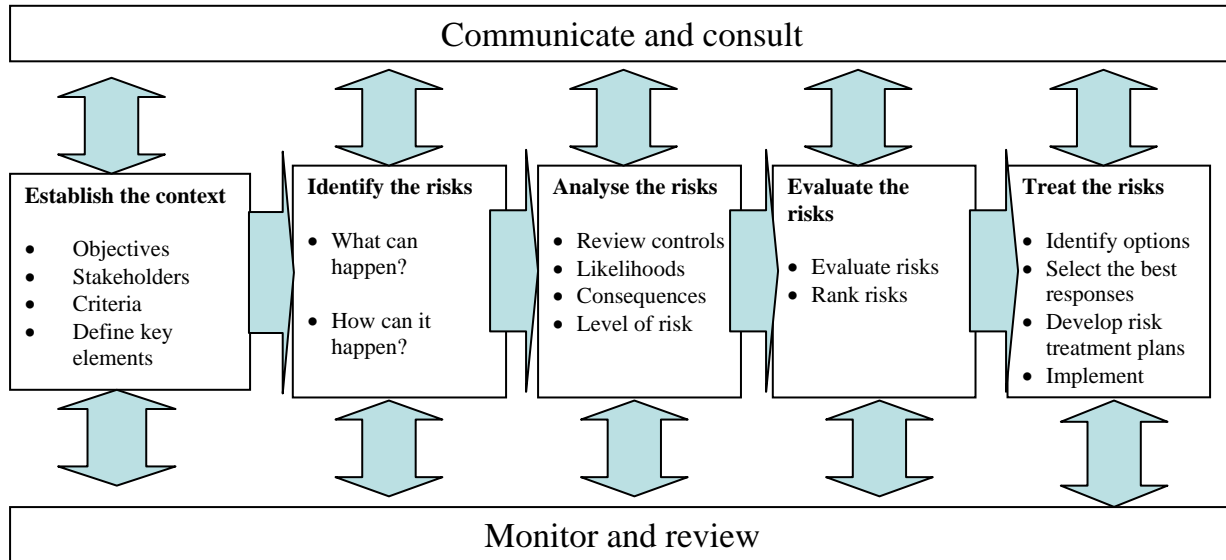 Communicate and consult
Establish the context
• Objectives
• Stakeholders
• Criteria
• Define key
elements
Identify the risks
• What can
happen?
• How can it
happen?
Analyse the risks
• Review controls
• Likelihoods
• Consequences
• Level of risk
Evaluate the
risks
• Evaluate risks
• Rank risks
Treat the risks
• Identify options
• Select the best
responses
• Develop risk
treatment plans
• Implement
Monitor and review